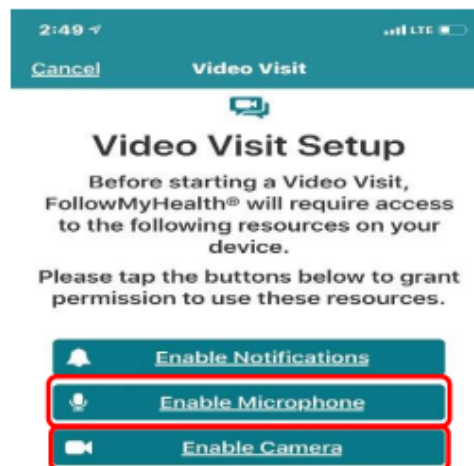 2:49
LTE
Cancel
Video Visit
Video Visit Setup
Before starting a Video Visit,
FollowMyHealth® will require access
to the following resources on your
device.
Please tap the buttons below to grant
permission to use these resources.
Enable Notifications
Enable Microphone
Enable Camera